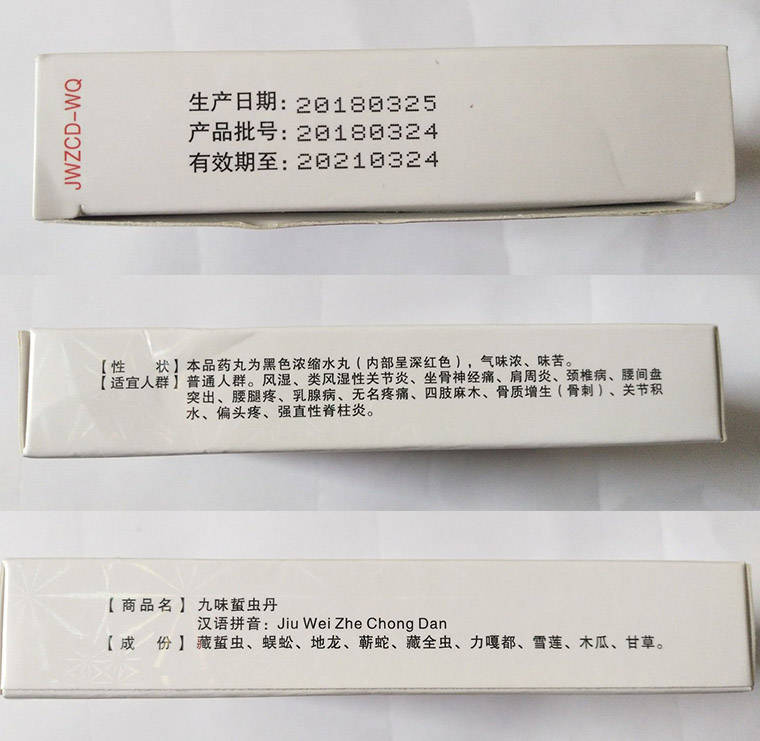 JWZCD-WQ
生产日期：20180325
产品批号：20180324
有效期至：20210324
【性 状】本品药丸为黑色浓缩水丸（内部呈深红色），气味浓、味苦。
【适宜人群】普通人群。风湿、类风湿性关节炎、坐骨神经痛、肩周炎、颈椎病、腰间盘
突出、腰腿疼、乳腺病、无名疼痛、四肢麻木、骨质增生（骨刺）、关节积
水、偏头疼、强直性脊柱炎。
【商品名】九味蜇虫丹
汉语拼音：Jiu Wei Zhe Chong Dan
【成 份】藏蜇虫、蜈蚣、地龙、蕲蛇、藏全虫、力嘎都、雪莲、木瓜、甘草。